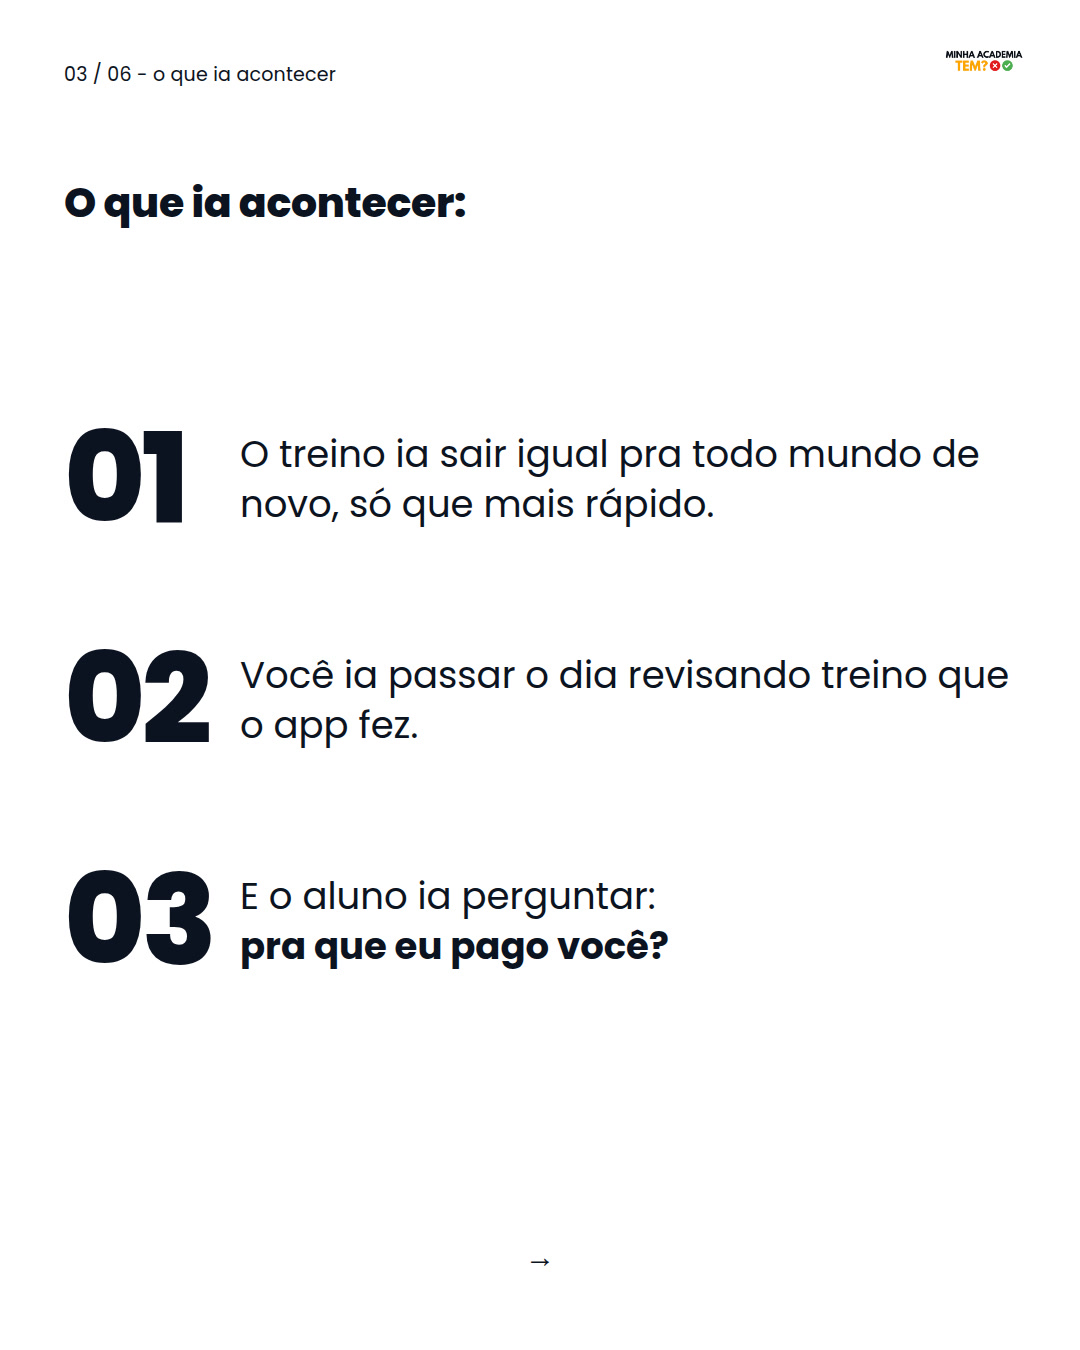 03 / 06 - o que ia acontecer
MINHA ACADEMIA
TEM?
O que ia acontecer:
01
O treino ia sair igual pra todo mundo de
novo, só que mais rápido.
02
Você ia passar o dia revisando treino que
o app fez.
03
E o aluno ia perguntar:
pra que eu pago você?
→